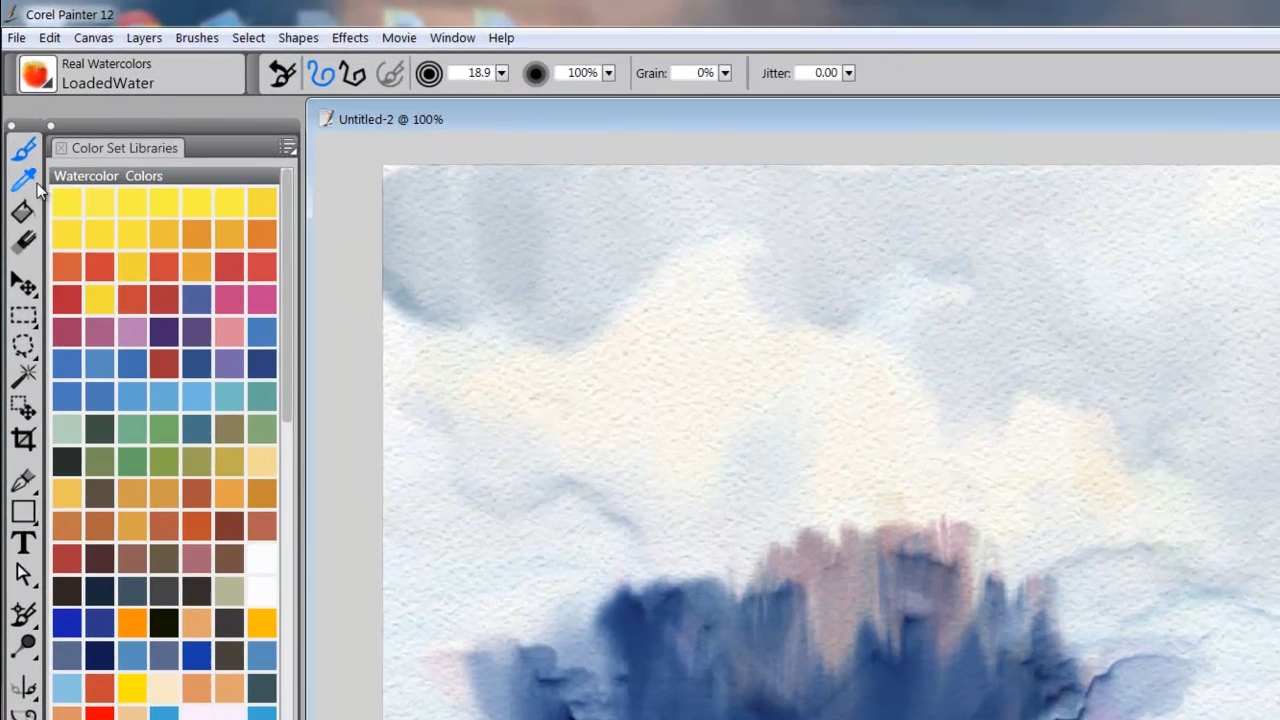 Corel Painter 12
File Edit Canvas Layers Brushes Select Shapes Effects Movie Window Help
Real Watercolors
LoadedWater
18.9 100% Grain: 0% Jitter: 0.00
Untitled-2 @ 100%
Color Set Libraries
Watercolor Colors
T